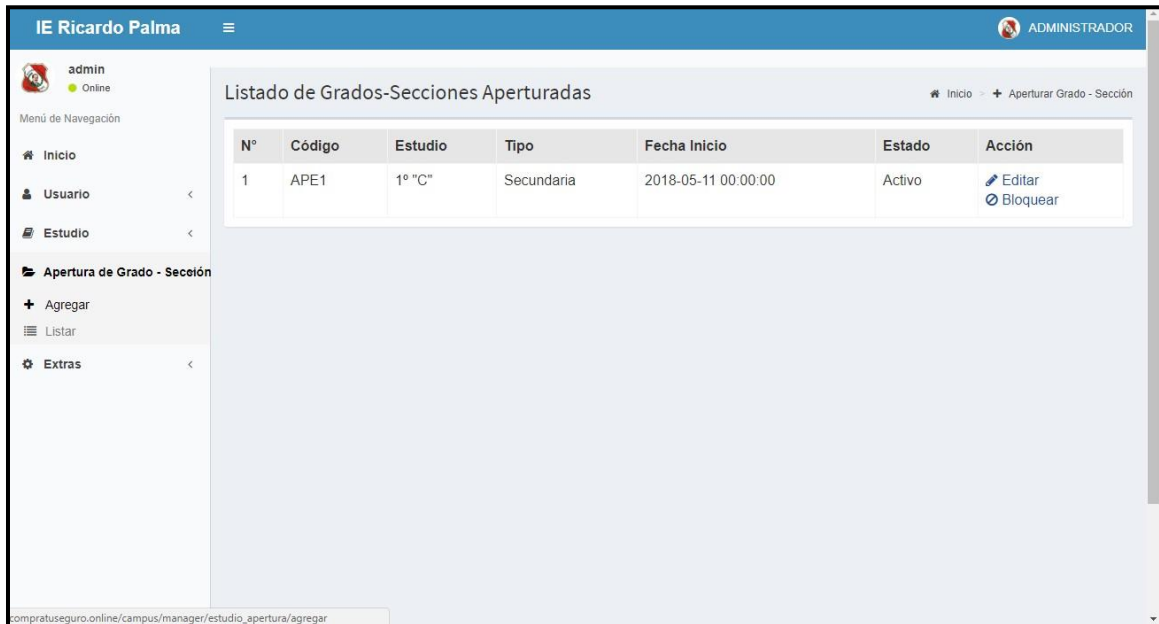 IE Ricardo Palma
ADMINISTRADOR
admin
Online
Menú de Navegación
Inicio
Usuario
Estudio
Apertura de Grado - Sección
Agregar
Listar
Extras
Listado de Grados-Secciones Aperturadas
Inicio > + Aperturar Grado - Sección
N° Código Estudio Tipo Fecha Inicio Estado Acción
1 APE1 1º "C" Secundaria 2018-05-11 00:00:00 Activo Editar
Bloquear
compratuseguro.online/campus/manager/estudio_apertura/agregar